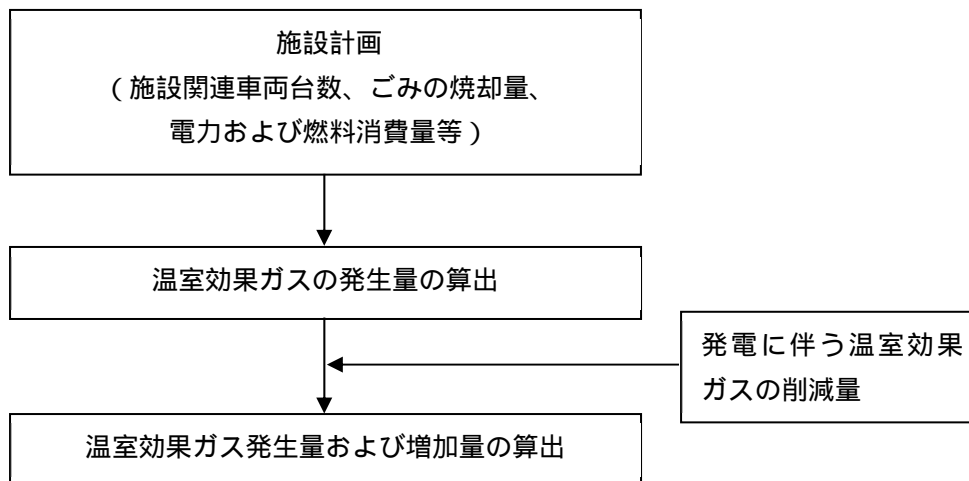 施設計画
(施設関連車両台数、ごみの焼却量、
電力および燃料消費量等)
温室効果ガスの発生量の算出
発電に伴う温室効果
ガスの削減量
温室効果ガス発生量および増加量の算出